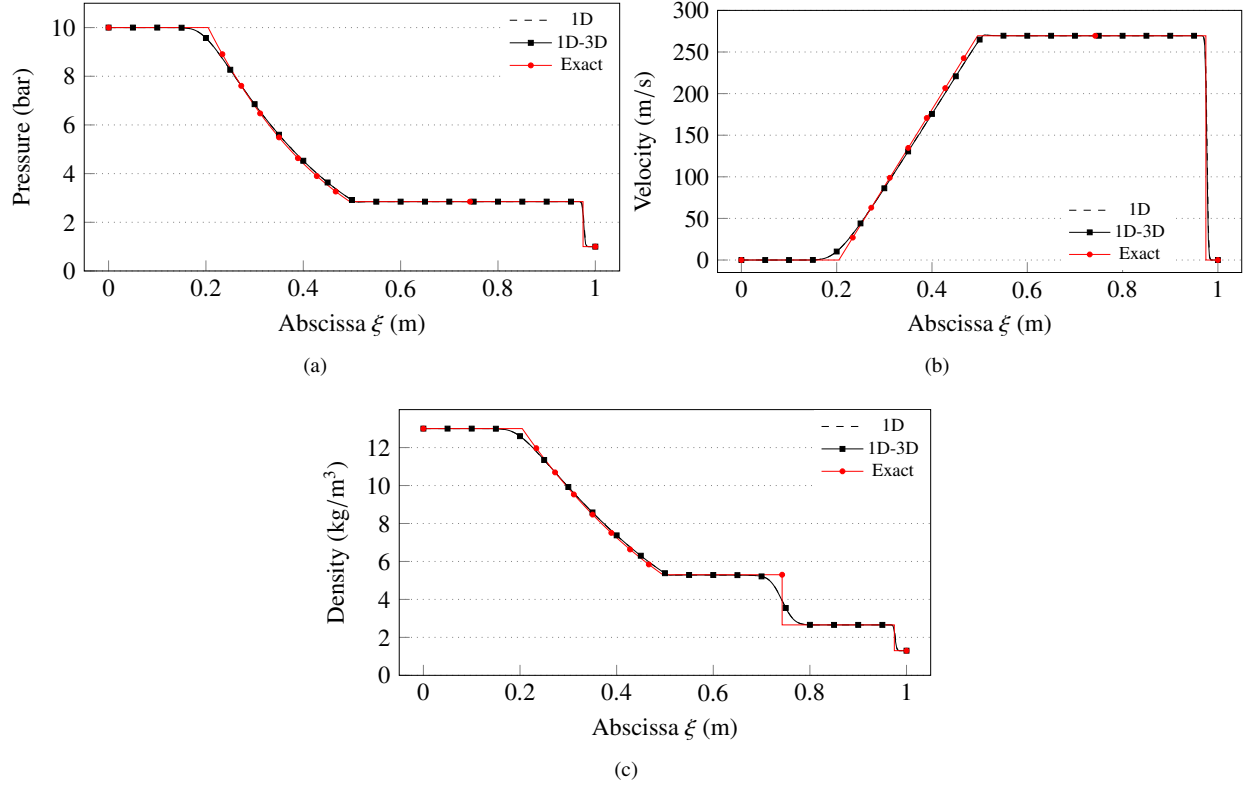 10
8
6
4
2
0
Pressure (bar)
0
0.2
0.4
0.6
0.8
1
Abscissa ξ (m)
1D
1D-3D
Exact
(a)
300
250
200
150
100
50
0
Velocity (m/s)
0
0.2
0.4
0.6
0.8
1
Abscissa ξ (m)
1D
1D-3D
Exact
(b)
12
10
8
6
4
2
0
Density (kg/m³)
0
0.2
0.4
0.6
0.8
1
Abscissa ξ (m)
1D
1D-3D
Exact
(c)